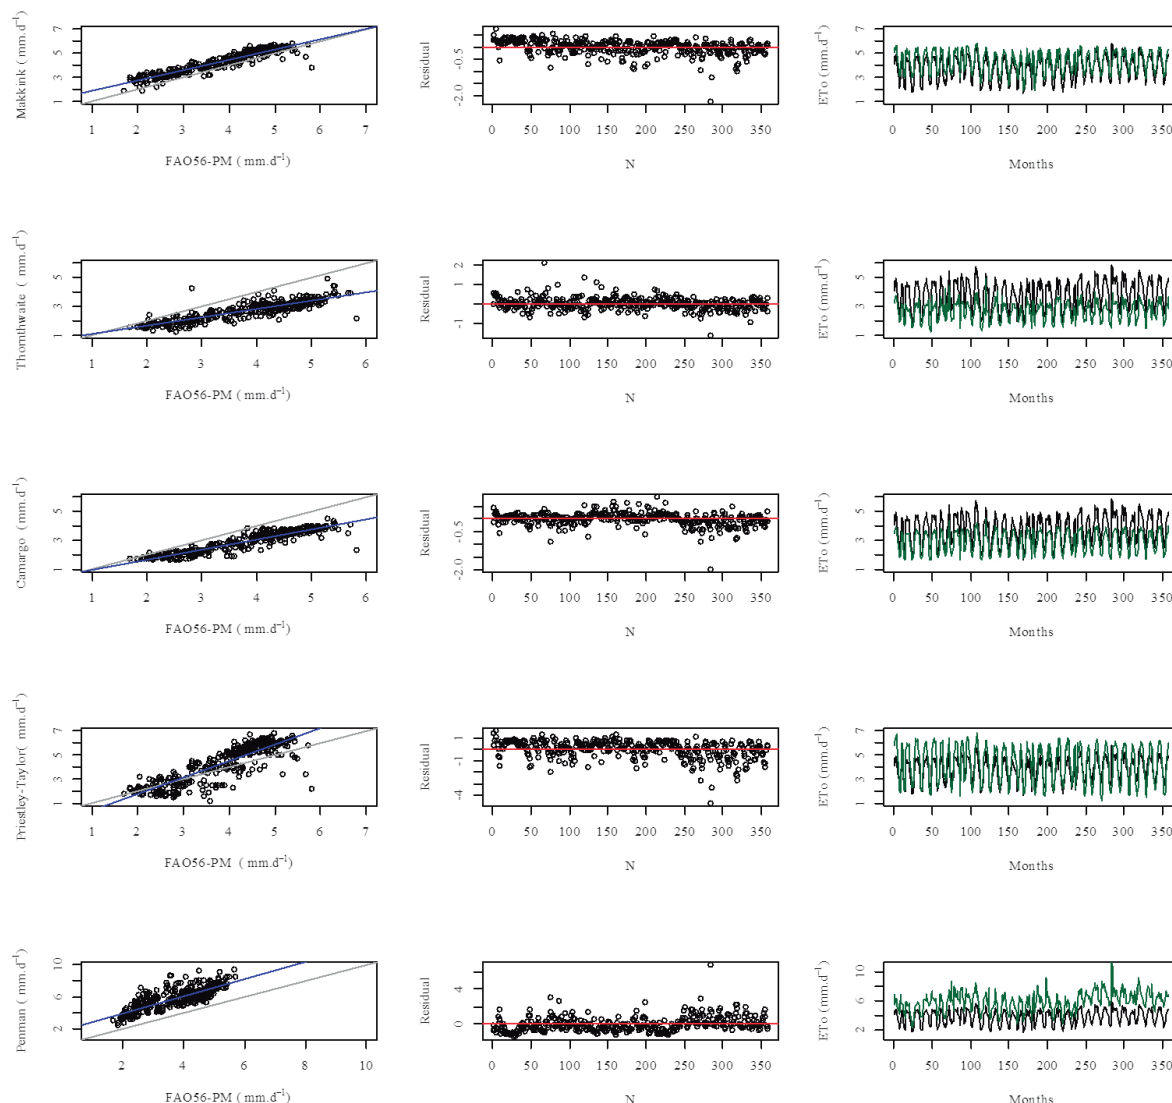 Makkink ( mm.d⁻¹)
1 3 5 7
1 2 3 4 5 6 7
FAO56-PM ( mm.d⁻¹)
Residual
-2.0 -0.5
0 50 100 150 200 250 300 350
N
ETo (mm.d⁻¹)
1 3 5 7
0 50 100 150 200 250 300 350
Months
Thornthwaite ( mm.d⁻¹)
1 3 5
1 2 3 4 5 6
FAO56-PM ( mm.d⁻¹)
Residual
-1 2
0 50 100 150 200 250 300 350
N
ETo (mm.d⁻¹)
1 3 5
0 50 100 150 200 250 300 350
Months
Camargo ( mm.d⁻¹)
1 3 5
1 2 3 4 5 6
FAO56-PM ( mm.d⁻¹)
Residual
-2.0 -0.5
0 50 100 150 200 250 300 350
N
ETo (mm.d⁻¹)
1 3 5
0 50 100 150 200 250 300 350
Months
Priestley-Taylor( mm.d⁻¹)
1 3 5 7
1 2 3 4 5 6 7
FAO56-PM ( mm.d⁻¹)
Residual
-4 -1 1
0 50 100 150 200 250 300 350
N
ETo (mm.d⁻¹)
1 3 5 7
0 50 100 150 200 250 300 350
Months
Penman ( mm.d⁻¹)
2 6 10
2 4 6 8 10
FAO56-PM ( mm.d⁻¹)
Residual
0 4
0 50 100 150 200 250 300 350
N
ETo (mm.d⁻¹)
2 6 10
0 50 100 150 200 250 300 350
Months